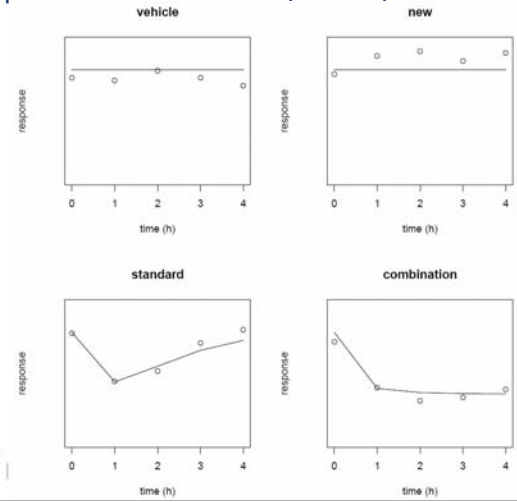 vehicle
new
response
response
0 1 2 3 4
0 1 2 3 4
time (h)
time (h)
standard
combination
response
response
0 1 2 3 4
0 1 2 3 4
time (h)
time (h)